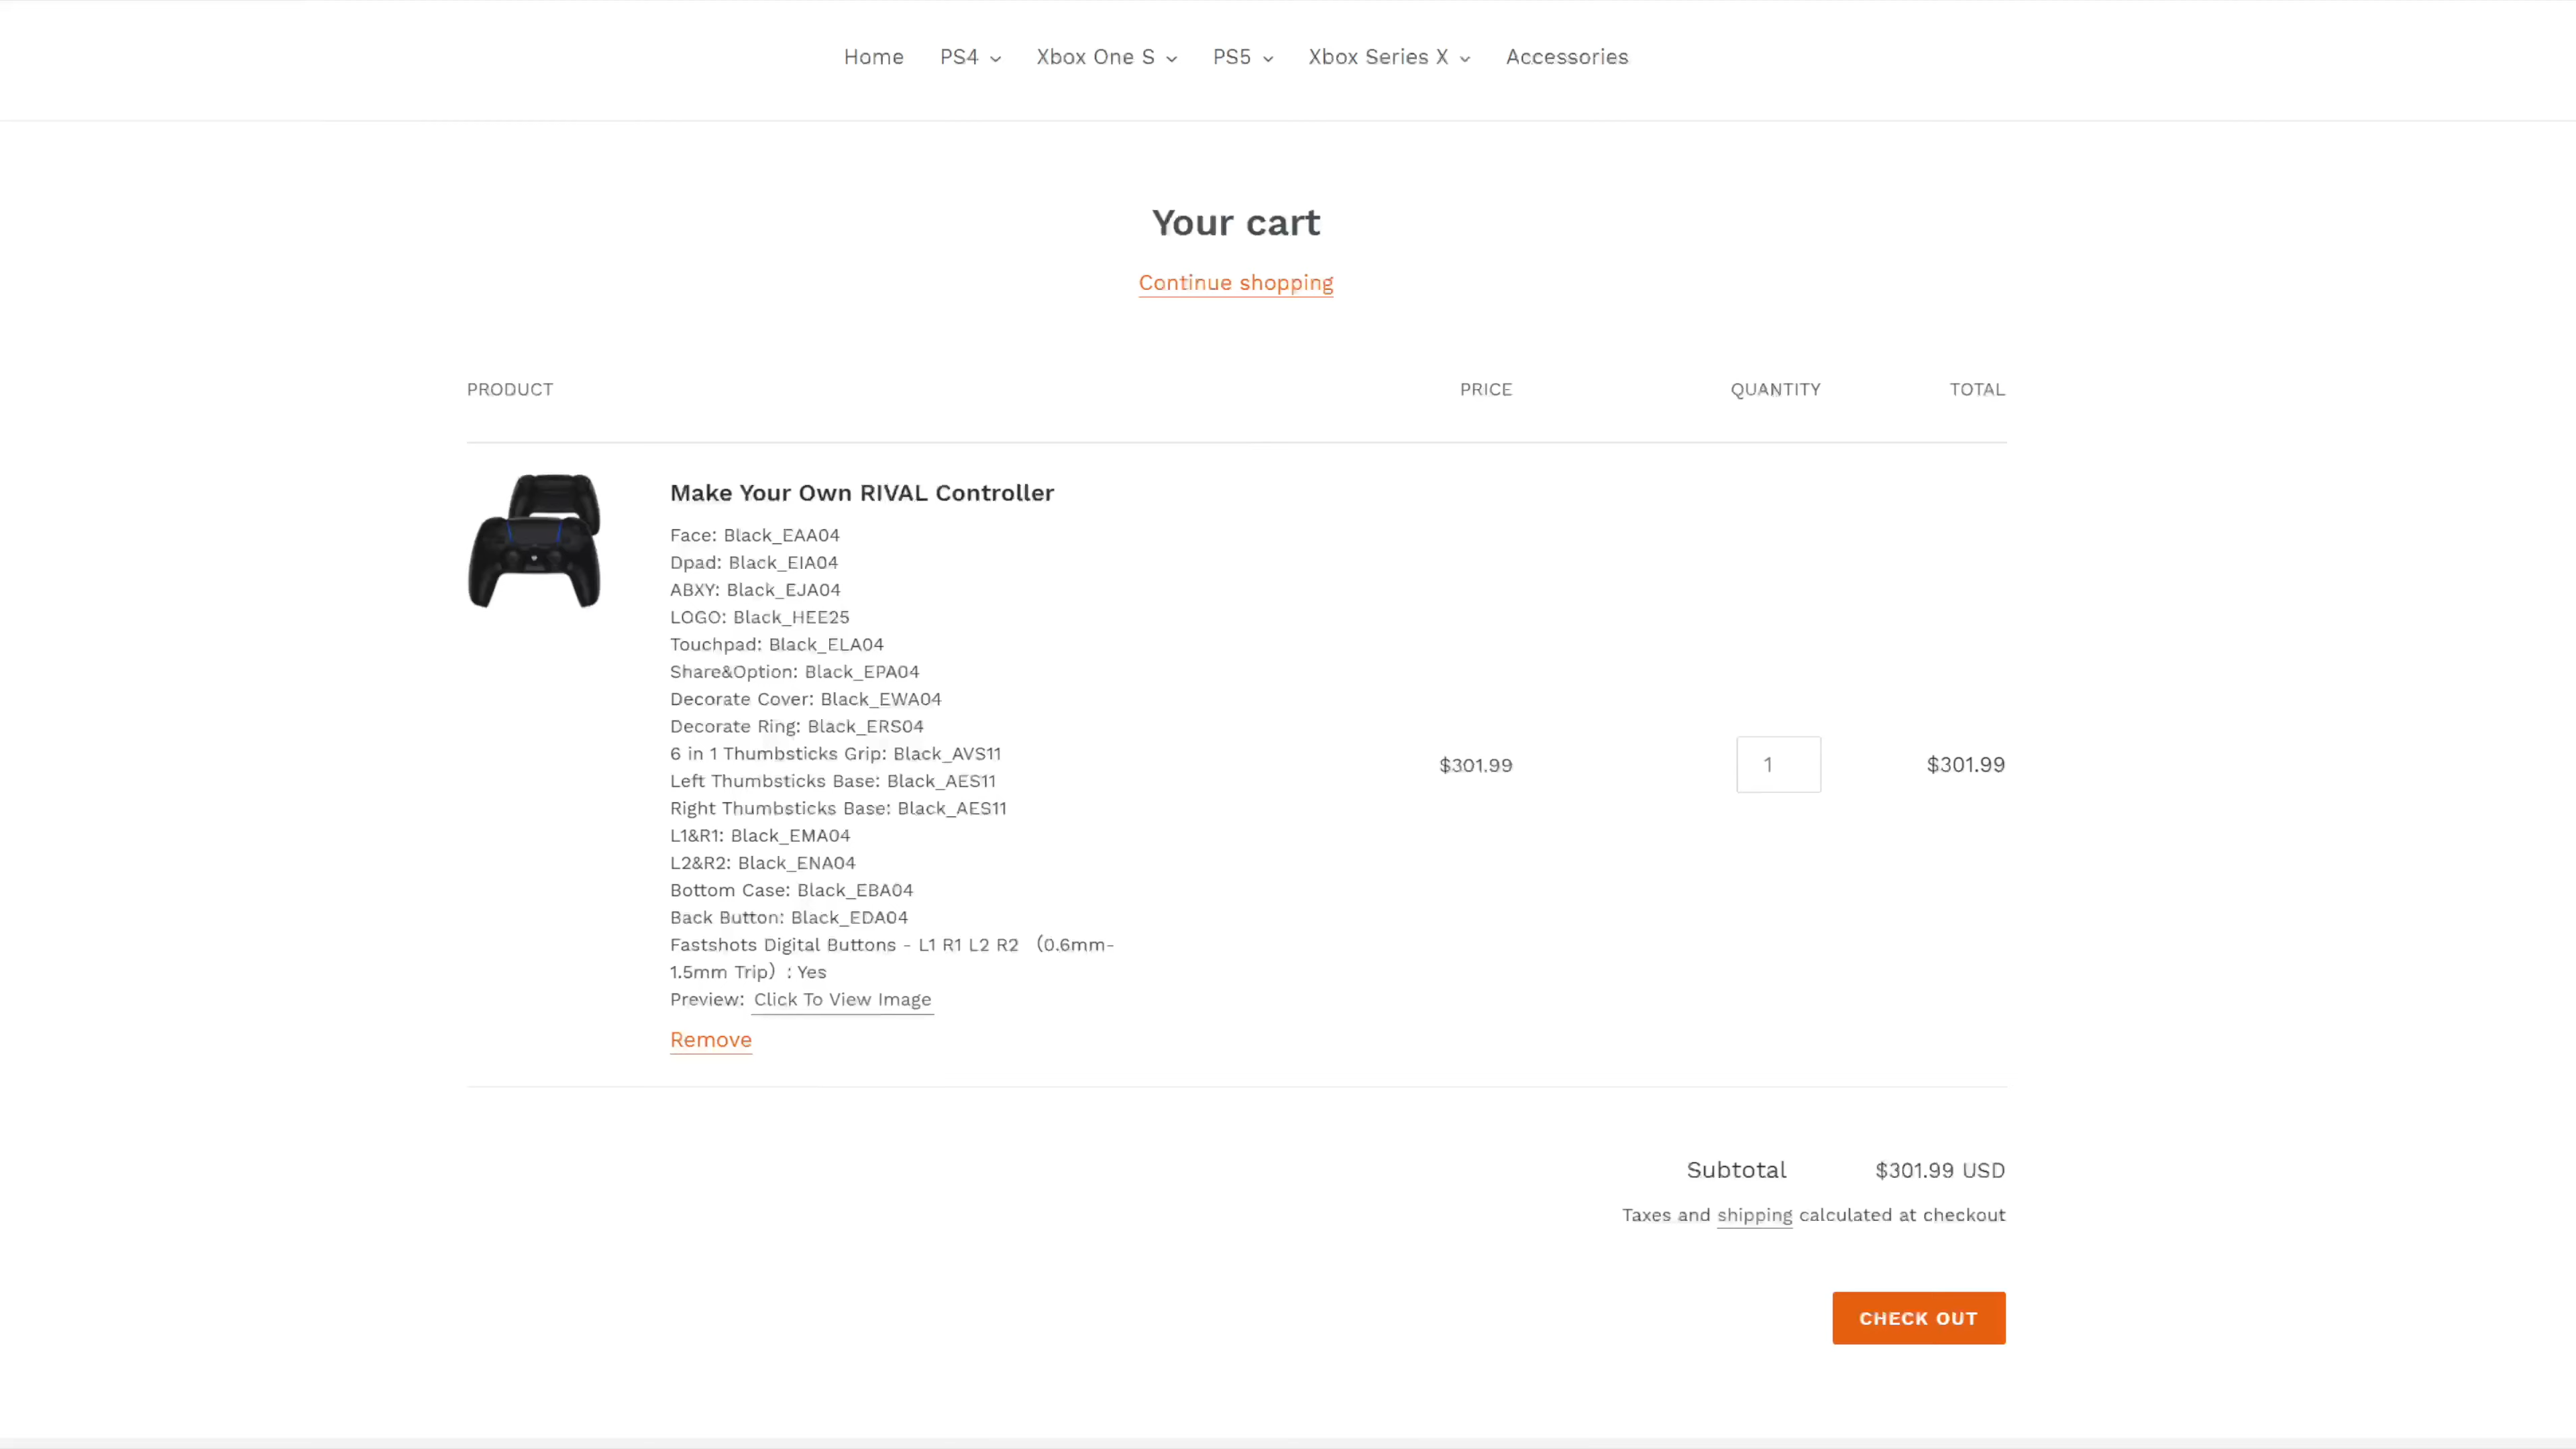 Home PS4 Xbox One S PS5 Xbox Series X Accessories
Your cart
Continue shopping
PRODUCT PRICE QUANTITY TOTAL
Make Your Own RIVAL Controller
Face: Black_EAA04
Dpad: Black_EIA04
ABXY: Black_EJA04
LOGO: Black_HEE25
Touchpad: Black_ELA04
Share&Option: Black_EPA04
Decorate Cover: Black_EWA04
Decorate Ring: Black_ERS04
6 in 1 Thumbsticks Grip: Black_AVS11
Left Thumbsticks Base: Black_AES11
Right Thumbsticks Base: Black_AES11
L1&R1: Black_EMA04
L2&R2: Black_ENA04
Bottom Case: Black_EBA04
Back Button: Black_EDA04
Fastshots Digital Buttons - L1 R1 L2 R2 （0.6mm-
1.5mm Trip）: Yes
Preview: Click To View Image
Remove
$301.99 1 $301.99
Subtotal $301.99 USD
Taxes and shipping calculated at checkout
CHECK OUT